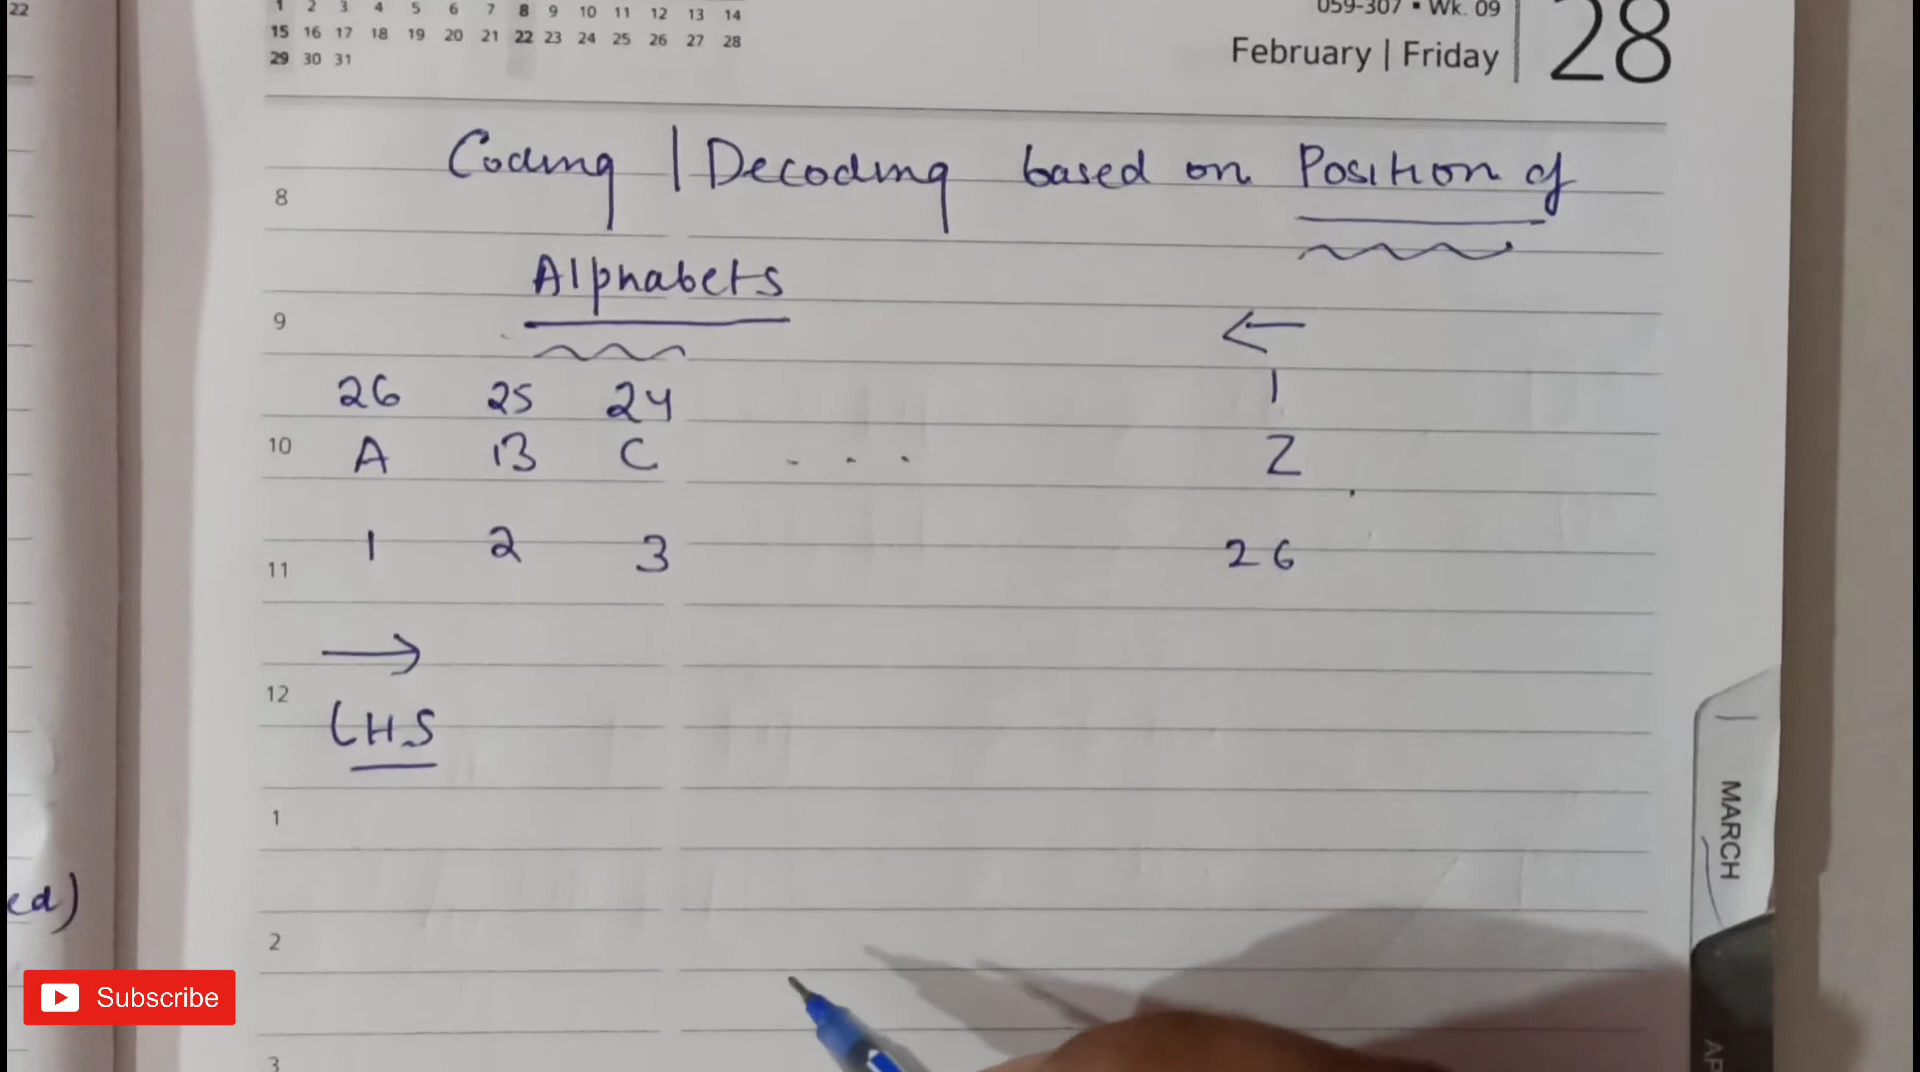 22
1 2 3 4 5 6 7 8 9 10 11 12 13 14
15 16 17 18 19 20 21 22 23 24 25 26 27 28
29 30 31
059-307 • Wk. 09
February | Friday
28
Coding | Decoding based on Position of
8
Alphabets
9
←
26 25 24 1
10
A B C . . . Z
1 2 3 26
11
→
12
LHS
1
MARCH
ed)
2
Subscribe
3